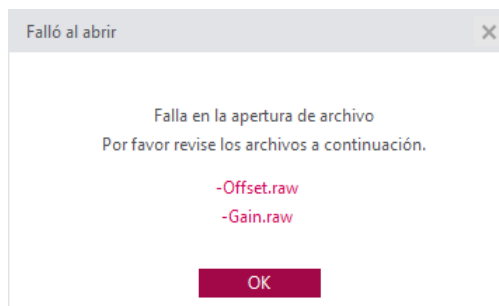 Falló al abrir
Falla en la apertura de archivo
Por favor revise los archivos a continuación.
-Offset.raw
-Gain.raw
OK